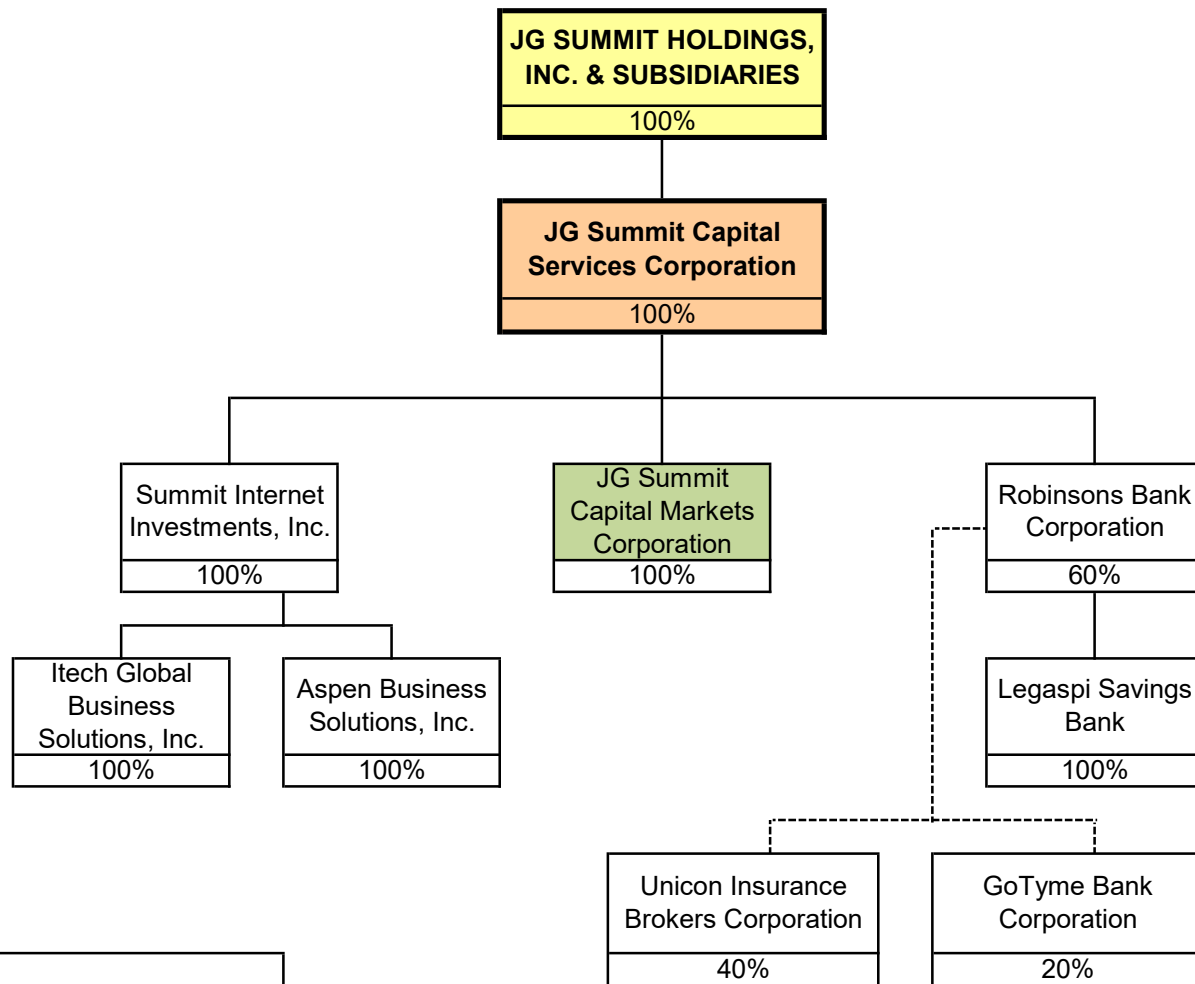 JG SUMMIT HOLDINGS,
INC. & SUBSIDIARIES
100%
JG Summit Capital
Services Corporation
100%
Summit Internet
Investments, Inc.
100%
JG Summit
Capital Markets
Corporation
100%
Robinsons Bank
Corporation
60%
Itech Global
Business
Solutions, Inc.
100%
Aspen Business
Solutions, Inc.
100%
Legaspi Savings
Bank
100%
Unicon Insurance
Brokers Corporation
40%
GoTyme Bank
Corporation
20%